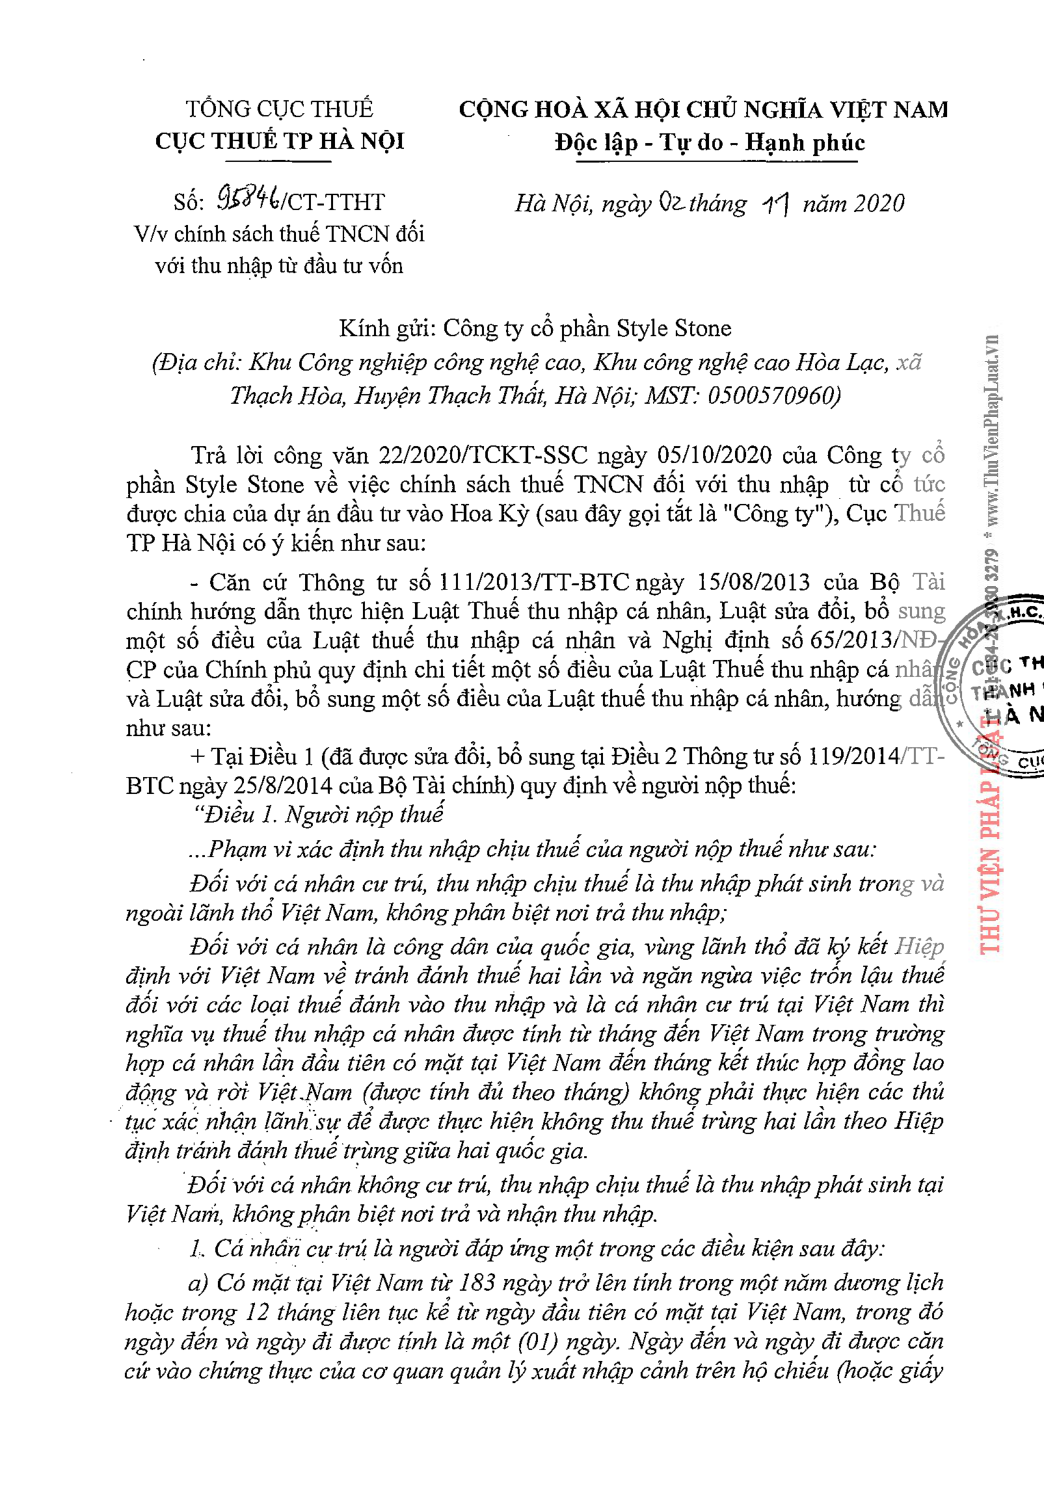 TỔNG CỤC THUẾ
CỤC THUẾ TP HÀ NỘI
CỘNG HOÀ XÃ HỘI CHỦ NGHĨA VIỆT NAM
Độc lập - Tự do - Hạnh phúc
Số: 95846/CT-TTHT
V/v chính sách thuế TNCN đối
với thu nhập từ đầu tư vốn
Hà Nội, ngày 02 tháng 11 năm 2020
Kính gửi: Công ty cổ phần Style Stone
(Địa chỉ: Khu Công nghiệp công nghệ cao, Khu công nghệ cao Hòa Lạc, xã
Thạch Hòa, Huyện Thạch Thất, Hà Nội; MST: 0500570960)
Trả lời công văn 22/2020/TCKT-SSC ngày 05/10/2020 của Công ty cổ
phần Style Stone về việc chính sách thuế TNCN đối với thu nhập từ cổ tức
được chia của dự án đầu tư vào Hoa Kỳ (sau đây gọi tắt là "Công ty"), Cục Thuế
TP Hà Nội có ý kiến như sau:
- Căn cứ Thông tư số 111/2013/TT-BTC ngày 15/08/2013 của Bộ Tài
chính hướng dẫn thực hiện Luật Thuế thu nhập cá nhân, Luật sửa đổi, bổ sung
một số điều của Luật thuế thu nhập cá nhân và Nghị định số 65/2013/NĐ-
CP của Chính phủ quy định chi tiết một số điều của Luật Thuế thu nhập cá nhân
và Luật sửa đổi, bổ sung một số điều của Luật thuế thu nhập cá nhân, hướng dẫn
như sau:
+ Tại Điều 1 (đã được sửa đổi, bổ sung tại Điều 2 Thông tư số 119/2014/TT-
BTC ngày 25/8/2014 của Bộ Tài chính) quy định về người nộp thuế:
“Điều 1. Người nộp thuế
...Phạm vi xác định thu nhập chịu thuế của người nộp thuế như sau:
Đối với cá nhân cư trú, thu nhập chịu thuế là thu nhập phát sinh trong và
ngoài lãnh thổ Việt Nam, không phân biệt nơi trả thu nhập;
Đối với cá nhân là công dân của quốc gia, vùng lãnh thổ đã ký kết Hiệp
định với Việt Nam về tránh đánh thuế hai lần và ngăn ngừa việc trốn lậu thuế
đối với các loại thuế đánh vào thu nhập và là cá nhân cư trú tại Việt Nam thì
nghĩa vụ thuế thu nhập cá nhân được tính từ tháng đến Việt Nam trong trường
hợp cá nhân lần đầu tiên có mặt tại Việt Nam đến tháng kết thúc hợp đồng lao
động và rời Việt Nam (được tính đủ theo tháng) không phải thực hiện các thủ
tục xác nhận lãnh sự để được thực hiện không thu thuế trùng hai lần theo Hiệp
định tránh đánh thuế trùng giữa hai quốc gia.
Đối với cá nhân không cư trú, thu nhập chịu thuế là thu nhập phát sinh tại
Việt Nam, không phân biệt nơi trả và nhận thu nhập.
1. Cá nhân cư trú là người đáp ứng một trong các điều kiện sau đây:
a) Có mặt tại Việt Nam từ 183 ngày trở lên tính trong một năm dương lịch
hoặc trong 12 tháng liên tục kể từ ngày đầu tiên có mặt tại Việt Nam, trong đó
ngày đến và ngày đi được tính là một (01) ngày. Ngày đến và ngày đi được căn
cứ vào chứng thực của cơ quan quản lý xuất nhập cảnh trên hộ chiếu (hoặc giấy
THƯ VIỆN PHÁP LUẬT * 3930 3279 * www.ThuVienPhapLuat.vn
CỤC TH
THÀNH
HÀ N